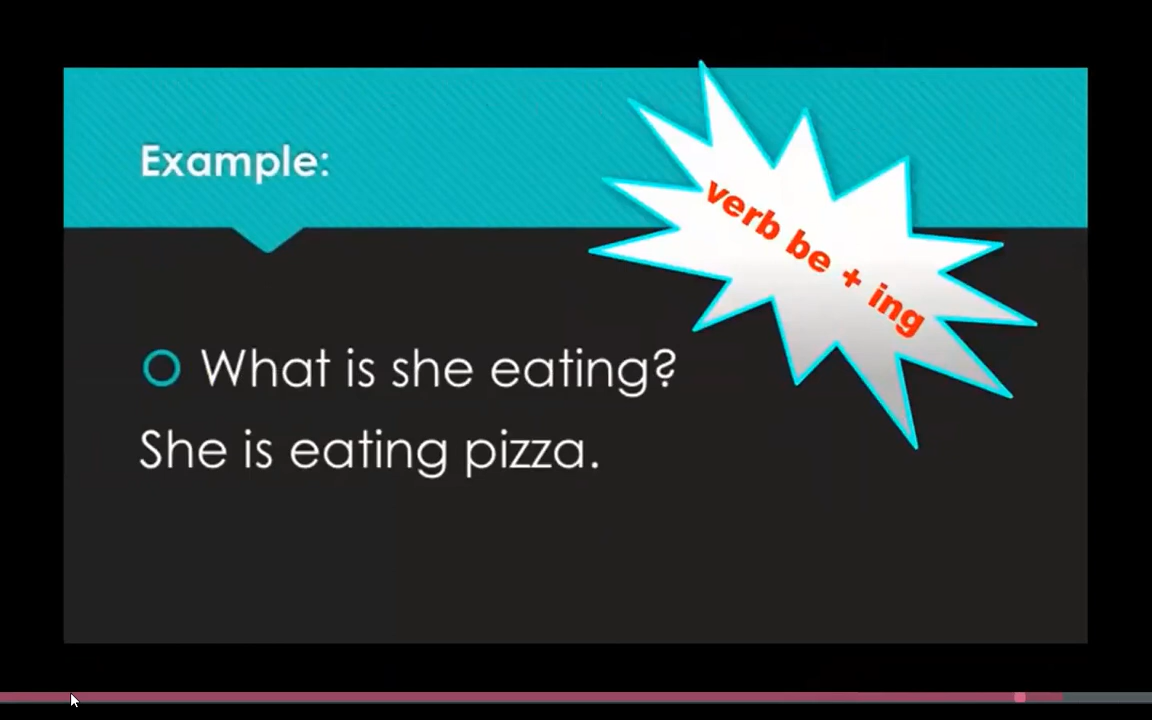 Example:
verb be + ing
What is she eating?
She is eating pizza.